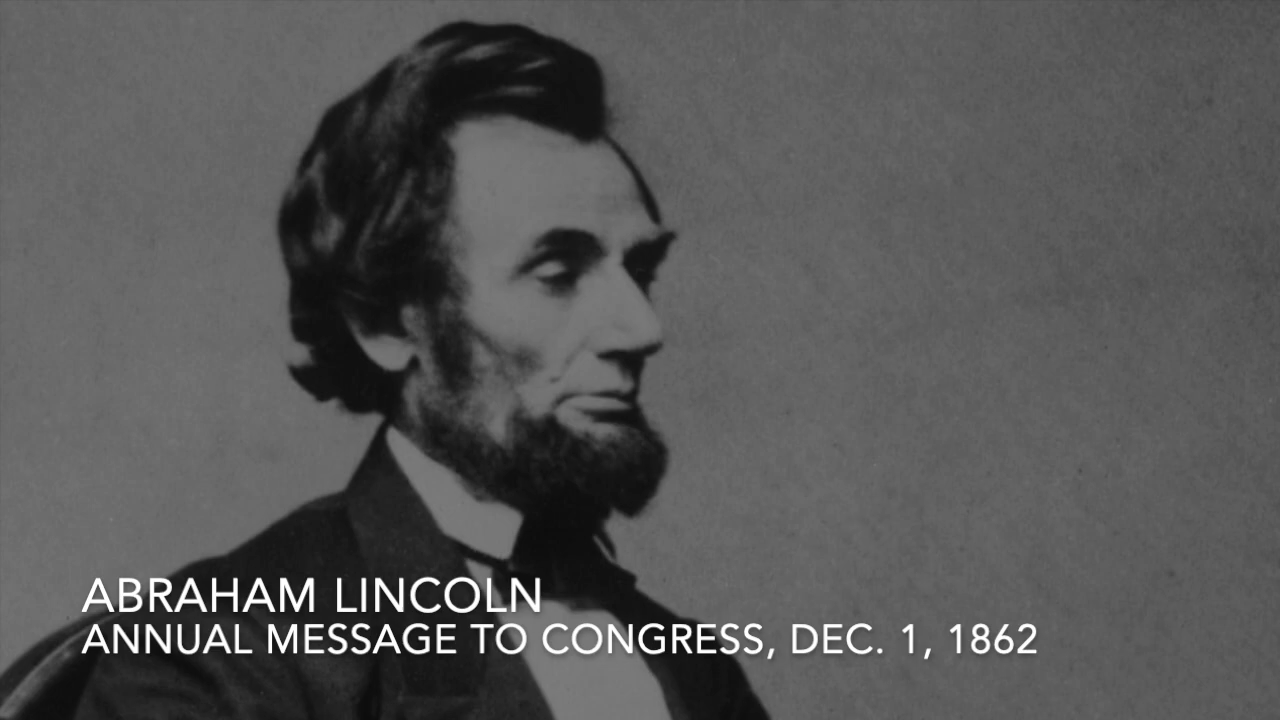 ABRAHAM LINCOLN
ANNUAL MESSAGE TO CONGRESS, DEC. 1, 1862